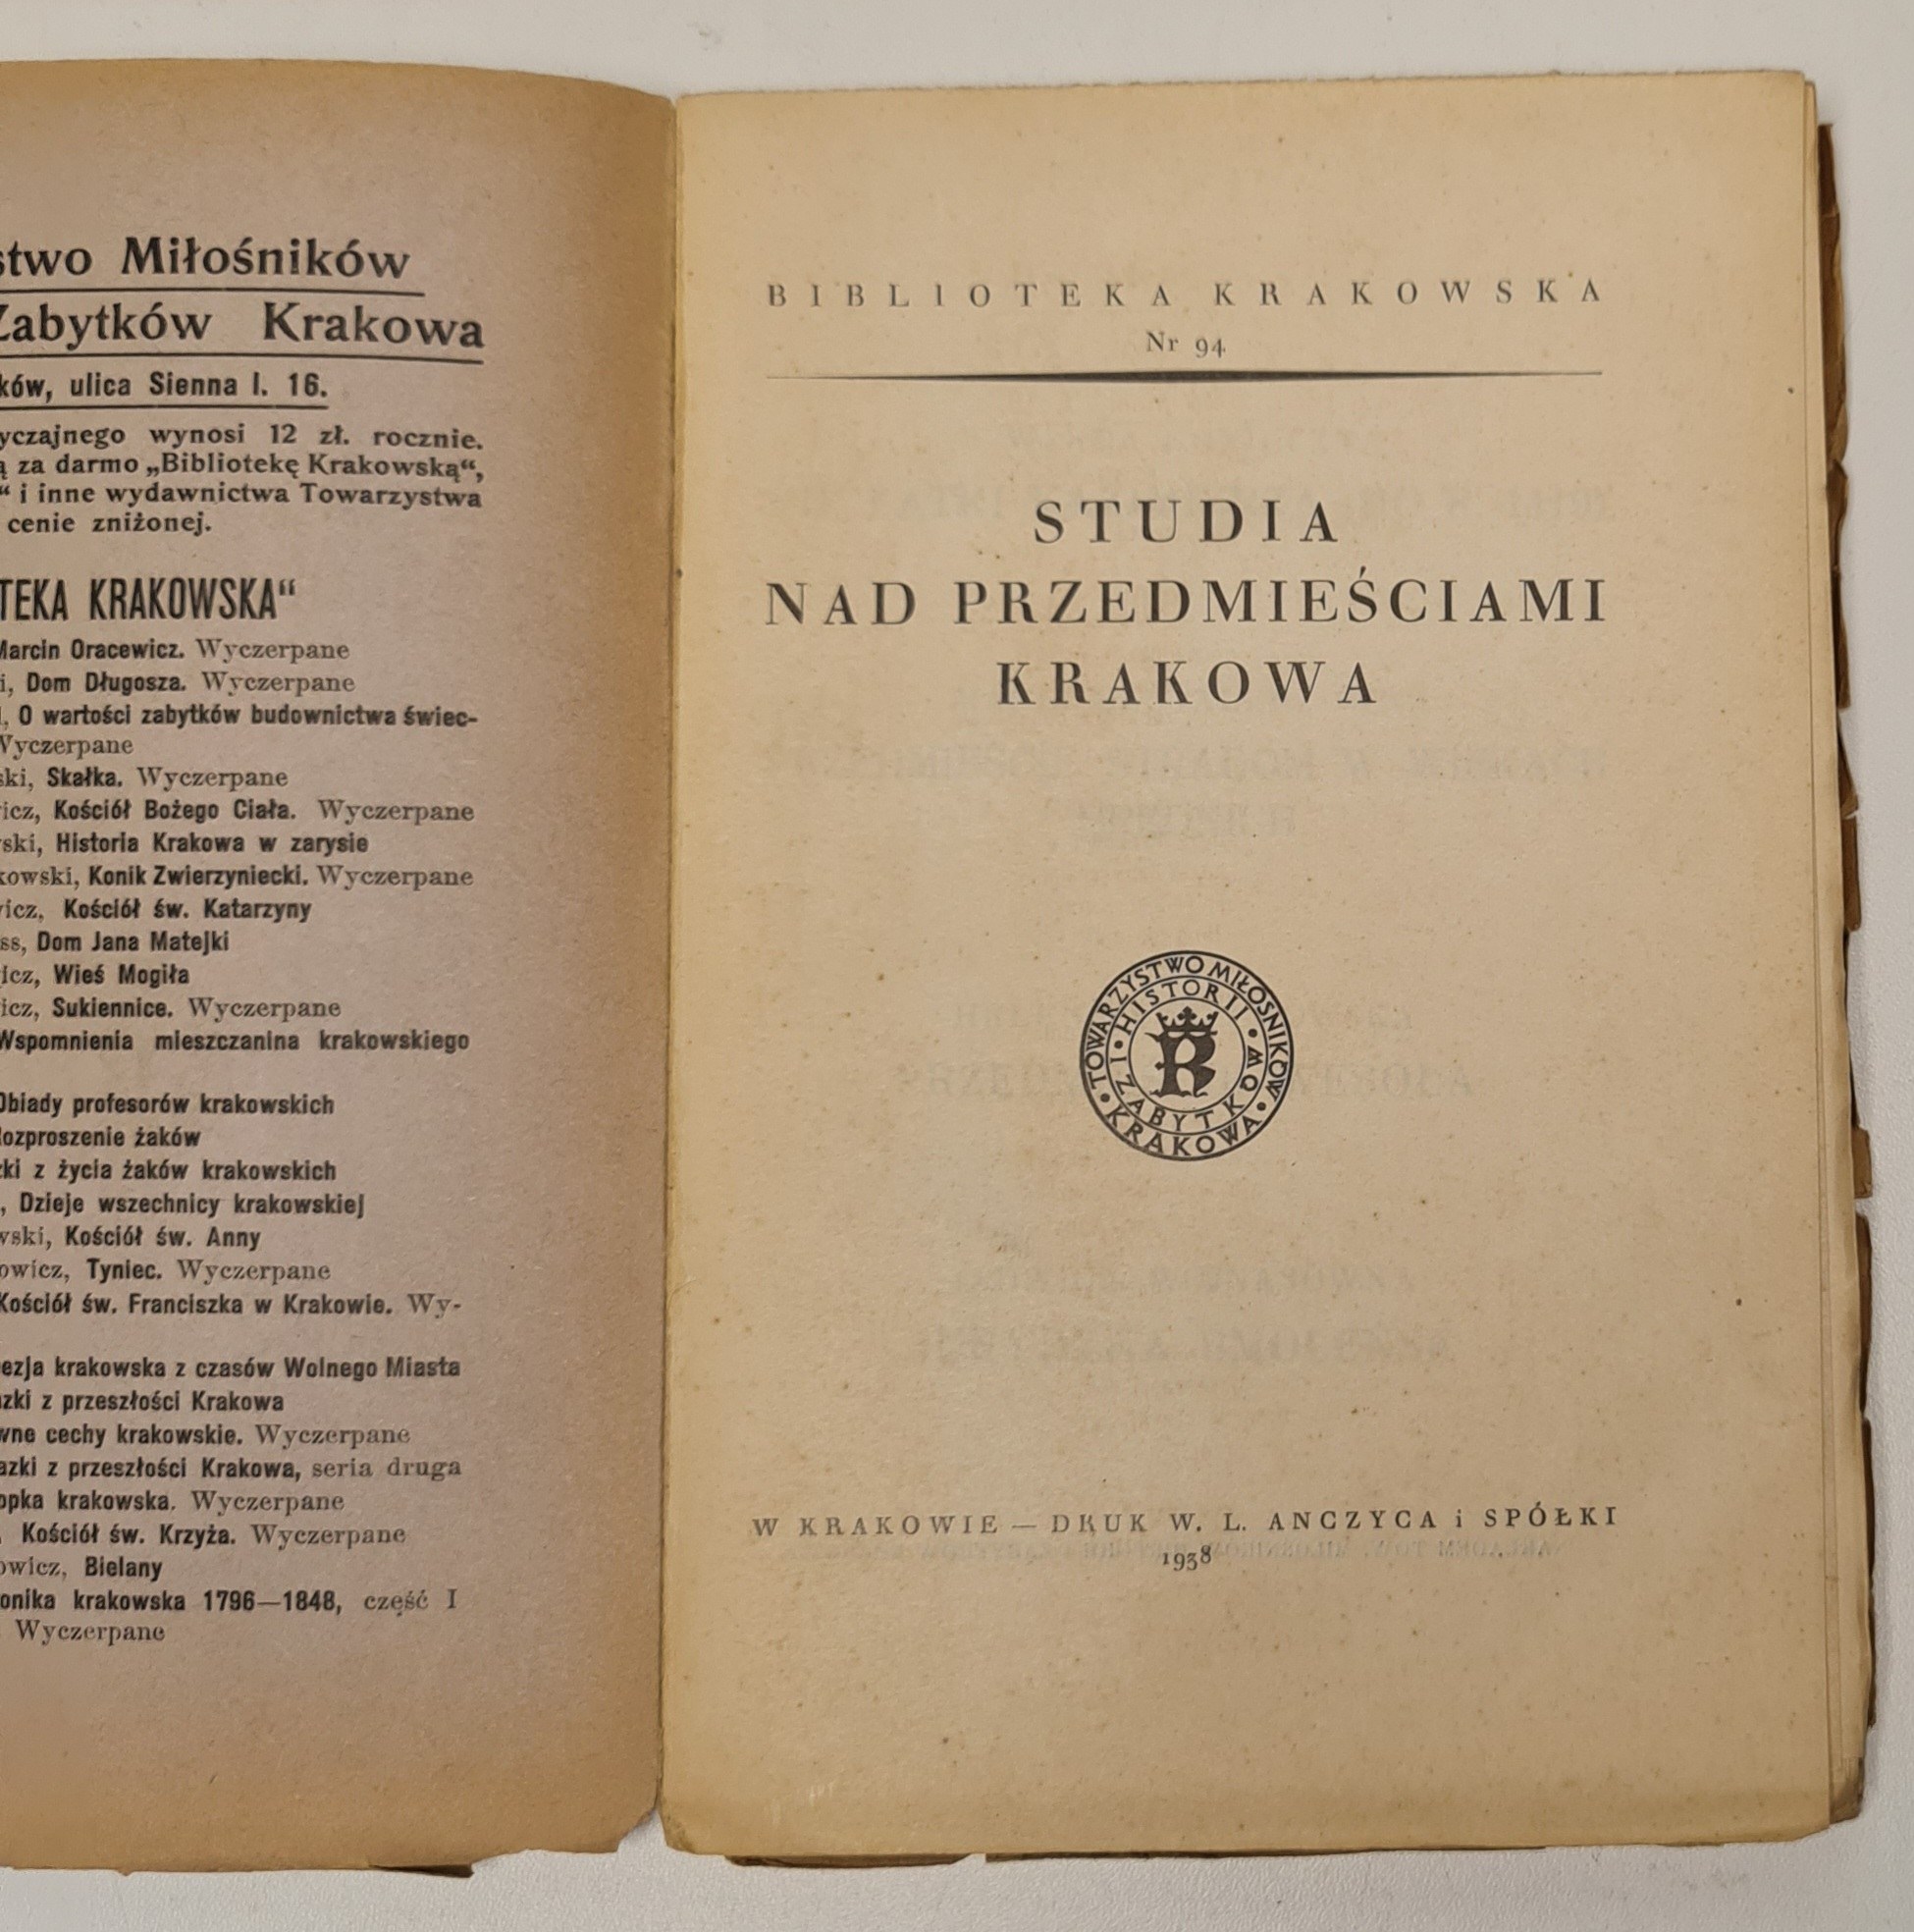 stwo Miłośników
Zabytków Krakowa
ków, ulica Sienna l. 16.
yczajnego wynosi 12 zł. rocznie.
ą za darmo „Bibliotekę Krakowską“,
“ i inne wydawnictwa Towarzystwa
cenie zniżonej.
TEKA KRAKOWSKA“
Marcin Oracewicz. Wyczerpane
i, Dom Długosza. Wyczerpane
l, O wartości zabytków budownictwa świec-
Wyczerpane
ski, Skałka. Wyczerpane
icz, Kościół Bożego Ciała. Wyczerpane
ski, Historia Krakowa w zarysie
kowski, Konik Zwierzyniecki. Wyczerpane
icz, Kościół św. Katarzyny
ss, Dom Jana Matejki
icz, Wieś Mogiła
icz, Sukiennice. Wyczerpane
Wspomnienia mieszczanina krakowskiego
Obiady profesorów krakowskich
Rozproszenie żaków
ki z życia żaków krakowskich
, Dzieje wszechnicy krakowskiej
wski, Kościół św. Anny
owicz, Tyniec. Wyczerpane
Kościół św. Franciszka w Krakowie. Wy-
ezja krakowska z czasów Wolnego Miasta
zki z przeszłości Krakowa
wne cechy krakowskie. Wyczerpane
azki z przeszłości Krakowa, seria druga
opka krakowska. Wyczerpane
. Kościół św. Krzyża. Wyczerpane
owicz, Bielany
onika krakowska 1796—1848, część I
Wyczerpane
BIBLIOTEKA KRAKOWSKA
Nr 94
STUDIA
NAD PRZEDMIEŚCIAMI
KRAKOWA
TOWARZYSTWO MIŁOŚNIKÓW
HISTORII
I ZABYTKÓW
KRAKOWA
W KRAKOWIE — DRUK W. L. ANCZYCA i SPÓŁKI
1938